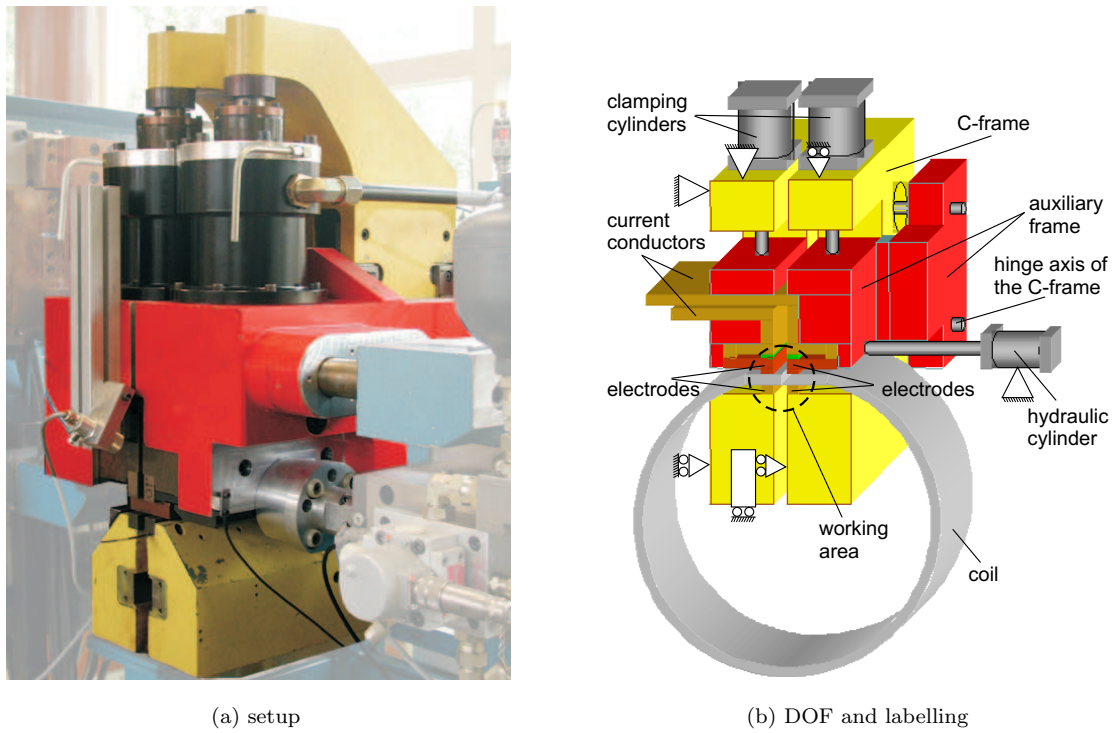 clamping
cylinders
C-frame
current
conductors
auxiliary
frame
hinge axis of
the C-frame
electrodes
electrodes
hydraulic
cylinder
working
area
coil
(a) setup
(b) DOF and labelling